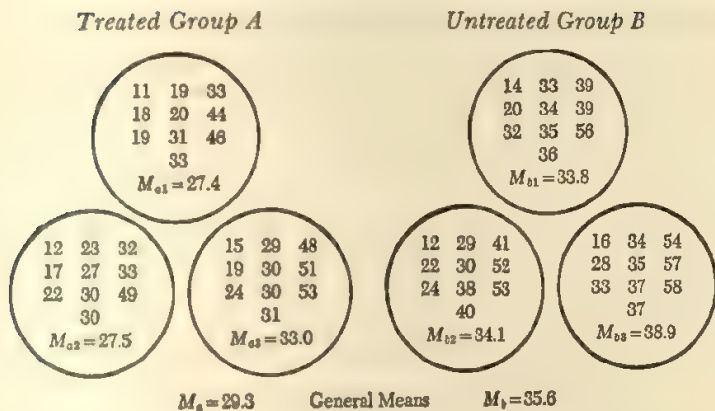 Treated Group A
Untreated Group B
11 19 33
18 20 44
19 31 46
33
Ma1=27.4
14 33 39
20 34 39
32 35 56
36
Mb1=33.8
12 23 32
17 27 33
22 30 49
30
Ma2=27.5
15 29 48
19 30 51
24 30 53
31
Ma3=33.0
12 29 41
22 30 52
24 38 53
40
Mb2=34.1
16 34 54
28 35 57
33 37 58
37
Mb3=38.9
Ma=29.3 General Means Mb=35.6